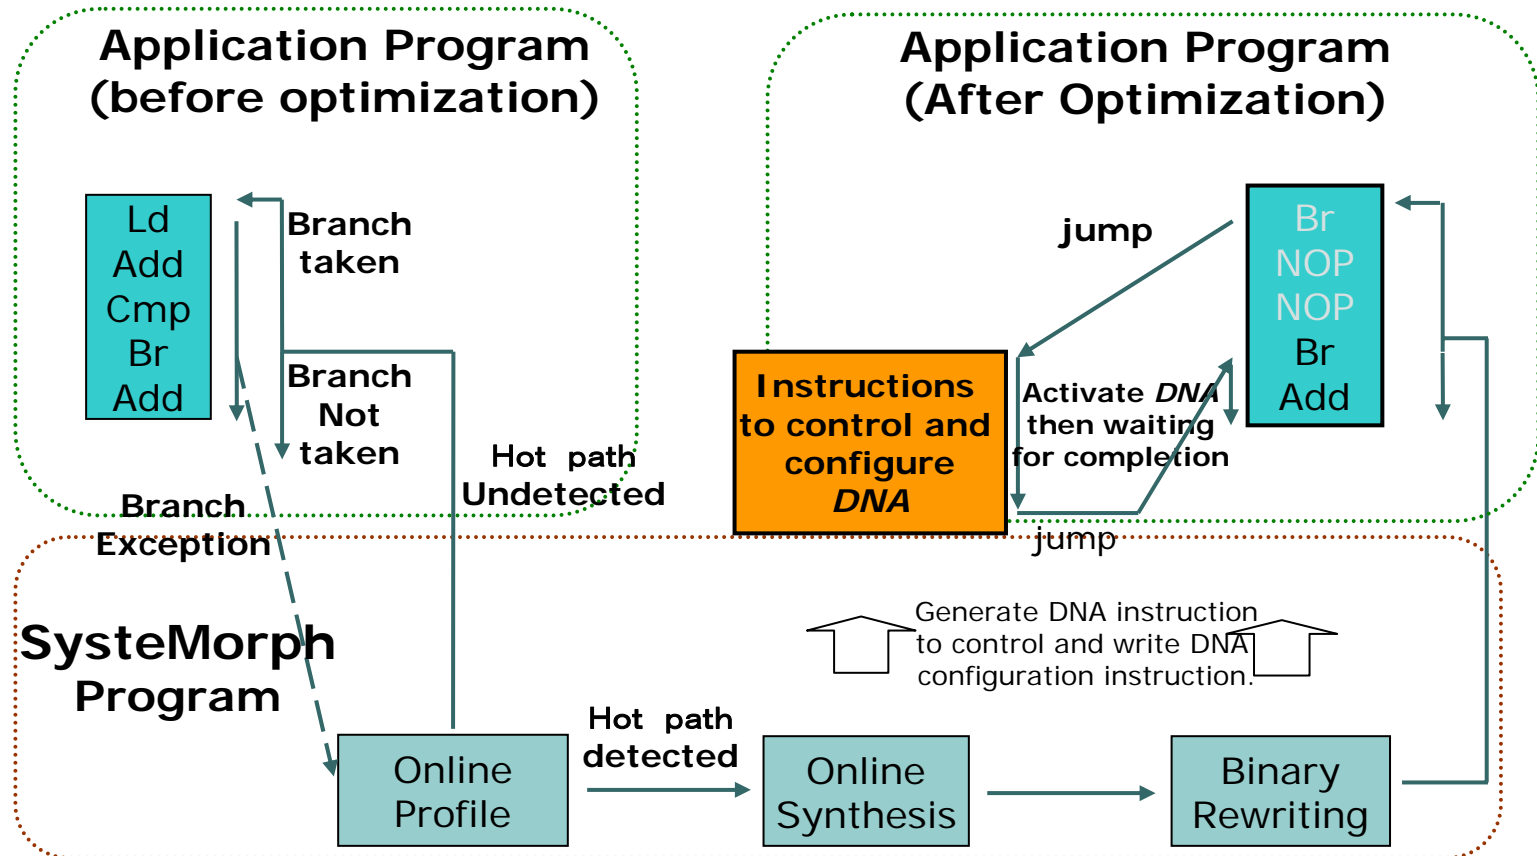 Application Program
(before optimization)
Ld
Add
Cmp
Br
Add
Branch
taken
Branch
Not
taken
Hot path
Undetected
Branch
Exception
Application Program
(After Optimization)
jump
Br
NOP
NOP
Br
Add
Instructions
to control and
configure
DNA
Activate DNA
then waiting
for completion
jump
SysteMorph
Program
Generate DNA instruction
to control and write DNA
configuration instruction.
Online
Profile
Hot path
detected
Online
Synthesis
Binary
Rewriting